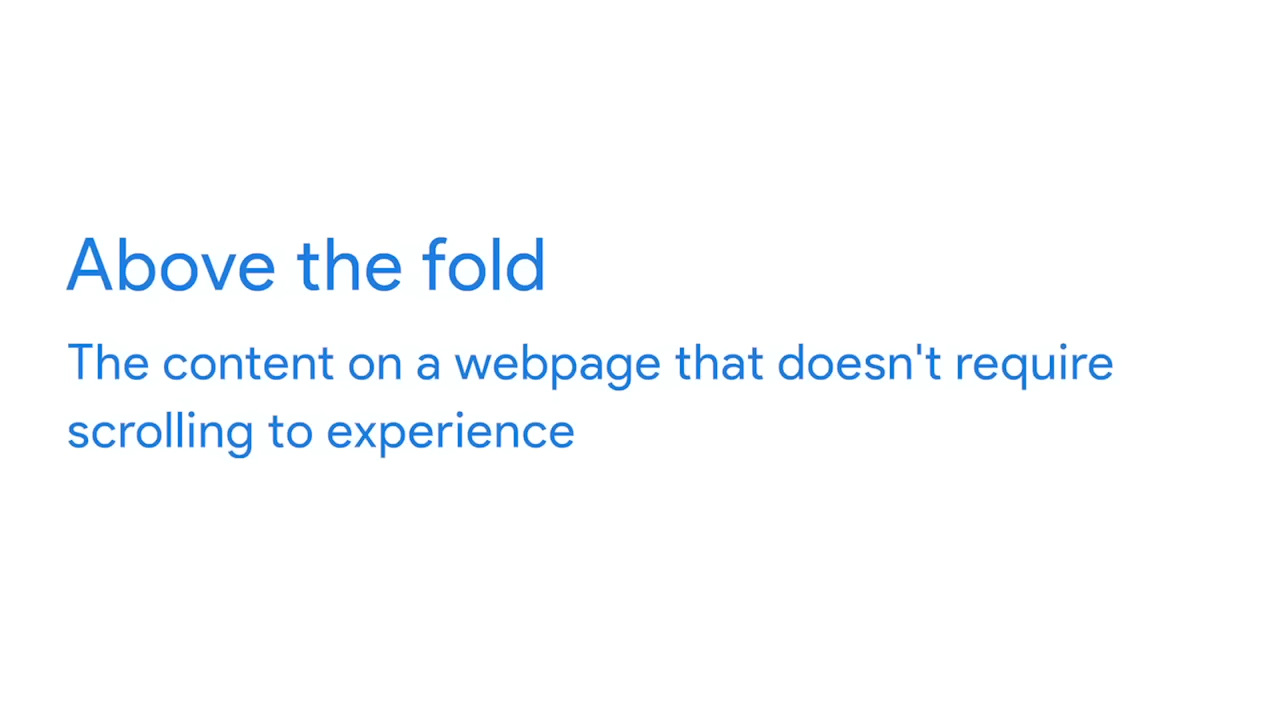 Above the fold
The content on a webpage that doesn't require
scrolling to experience